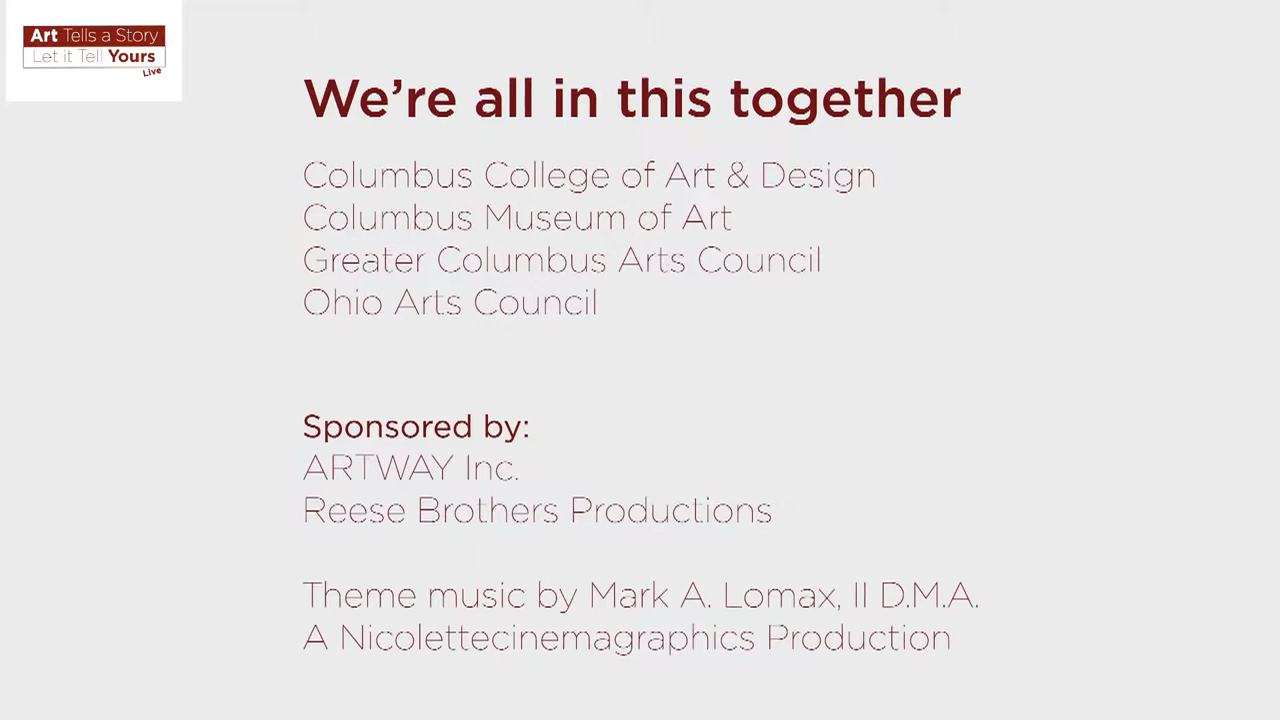 Art Tells a Story
Let it Tell Yours
Live
We're all in this together
Columbus College of Art & Design
Columbus Museum of Art
Greater Columbus Arts Council
Ohio Arts Council
Sponsored by:
ARTWAY Inc.
Reese Brothers Productions
Theme music by Mark A. Lomax, II D.M.A.
A Nicolettecinemagraphics Production